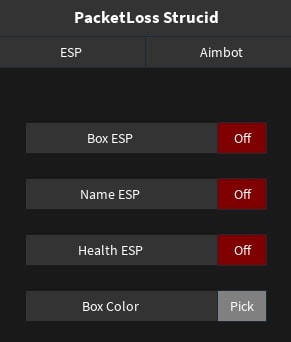 PacketLoss Strucid
ESP Aimbot
Box ESP Off
Name ESP Off
Health ESP Off
Box Color Pick